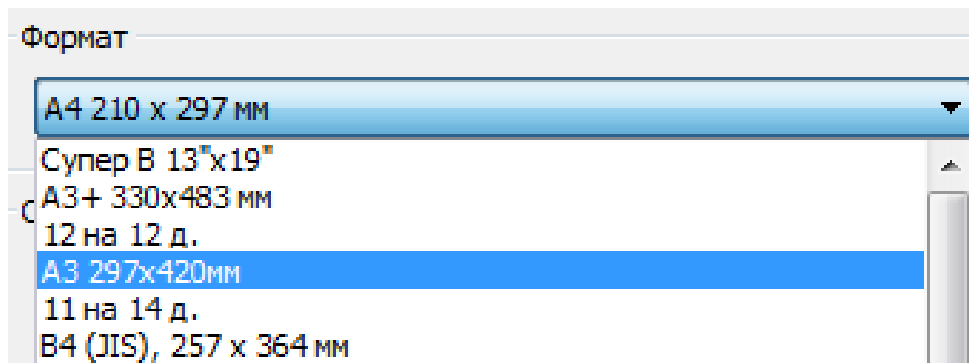 Формат
А4 210 x 297 мм
Супер В 13"x19"
А3+ 330x483 мм
12 на 12 д.
А3 297x420мм
11 на 14 д.
B4 (JIS), 257 x 364 мм